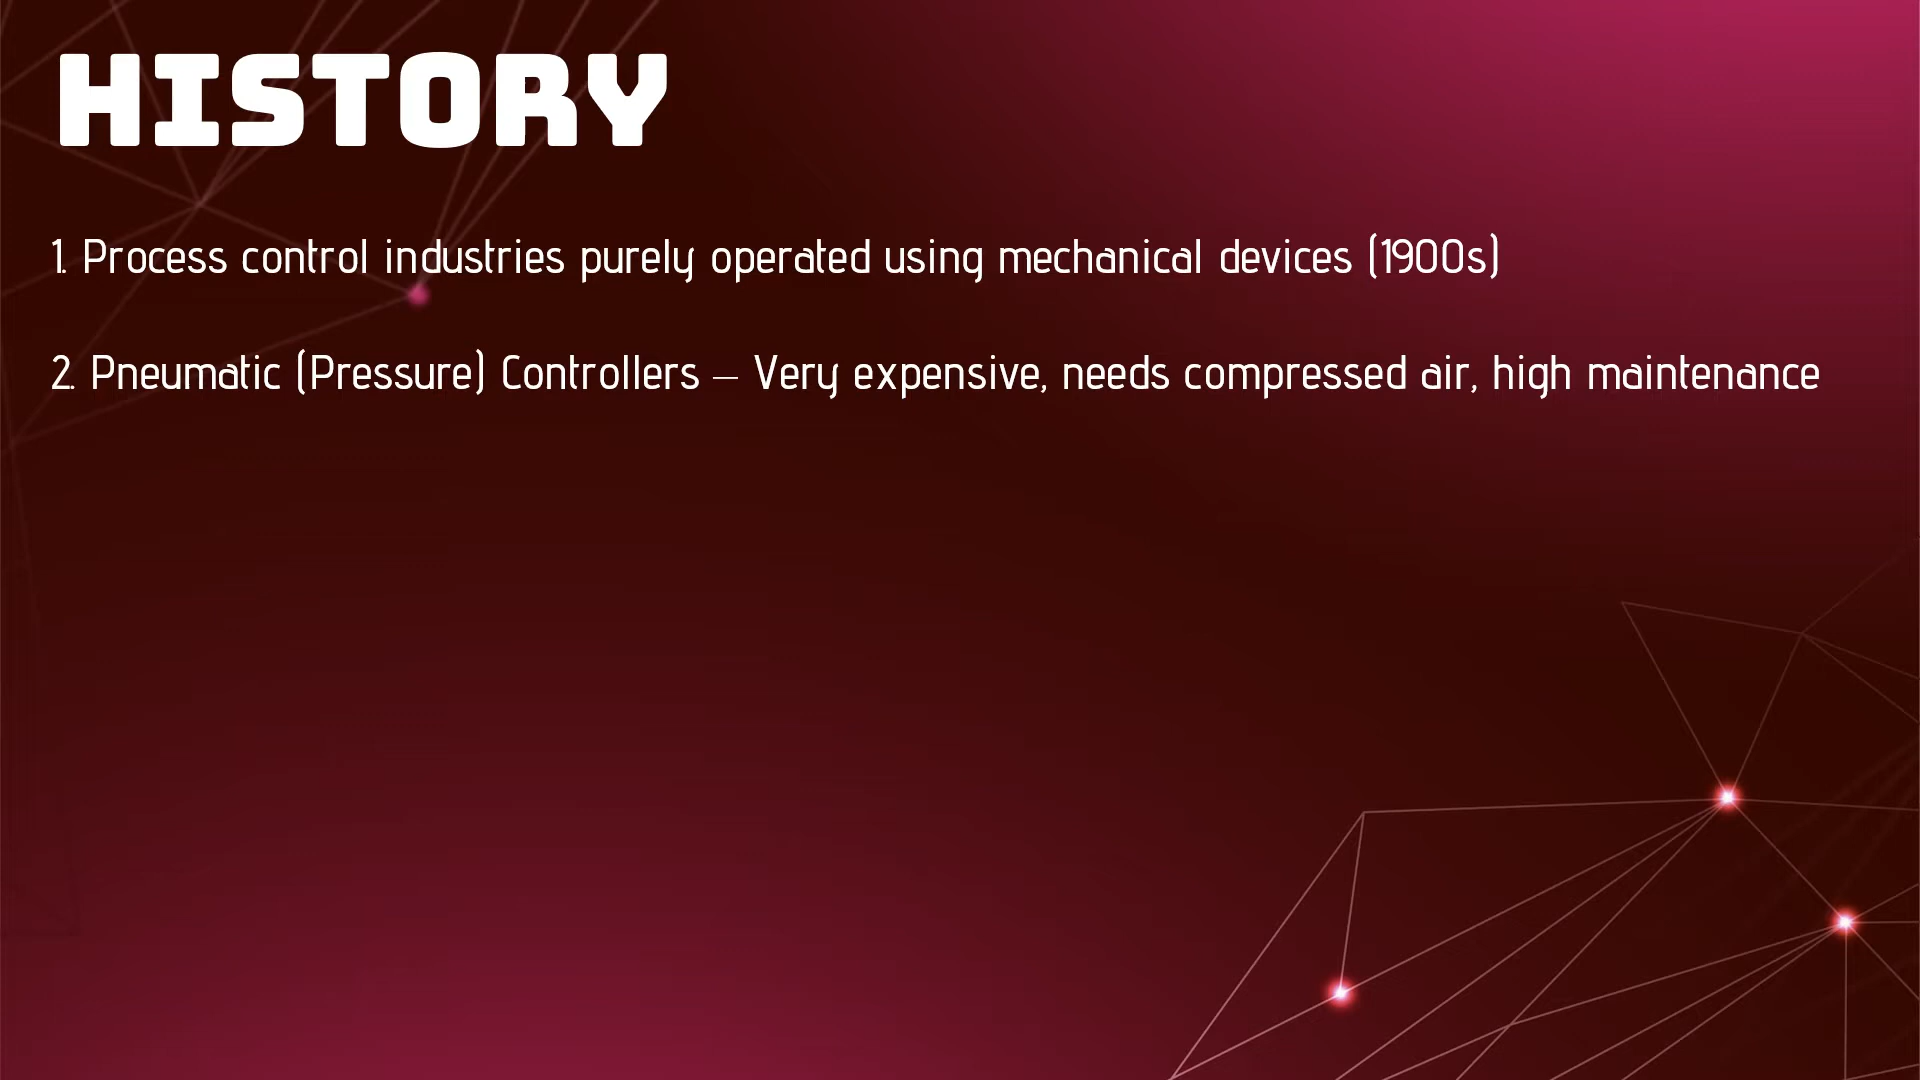 HISTORY
1. Process control industries purely operated using mechanical devices (1900s)
2. Pneumatic (Pressure) Controllers – Very expensive, needs compressed air, high maintenance